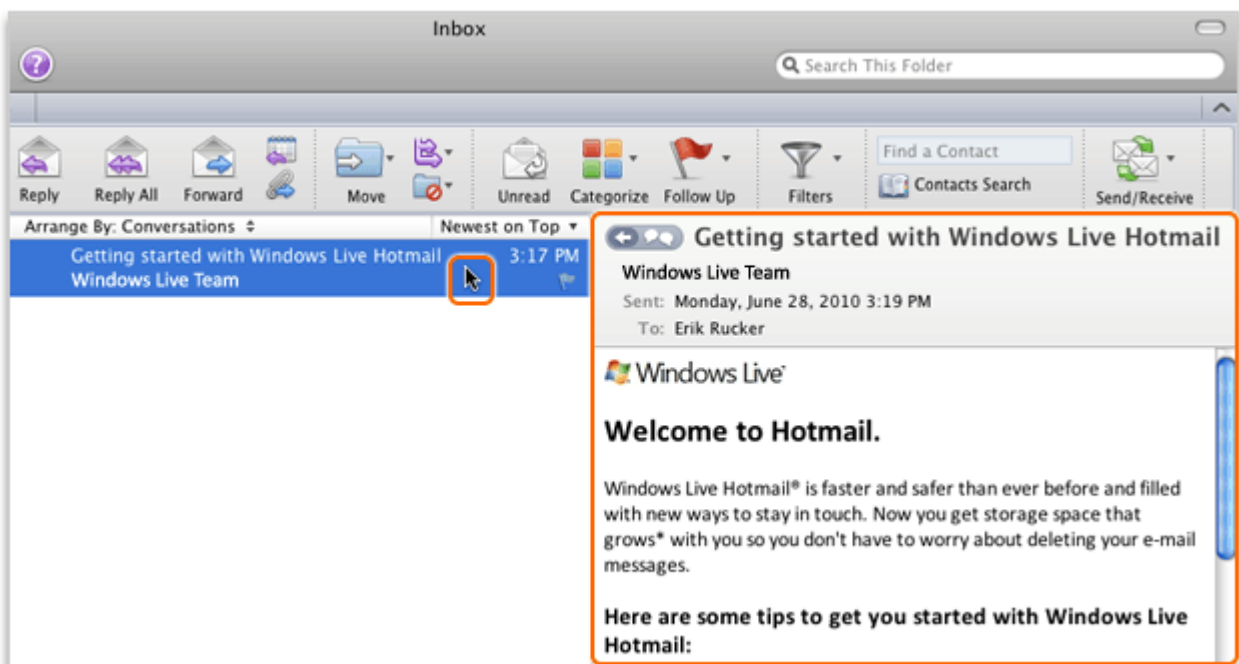 Inbox
?
Search This Folder
Find a Contact
Contacts Search
Reply
Reply All
Forward
Move
Unread
Categorize
Follow Up
Filters
Send/Receive
Arrange By: Conversations
Newest on Top
Getting started with Windows Live Hotmail
3:17 PM
Windows Live Team
Getting started with Windows Live Hotmail
Windows Live Team
Sent: Monday, June 28, 2010 3:19 PM
To: Erik Rucker
Windows Live
Welcome to Hotmail.
Windows Live Hotmail® is faster and safer than ever before and filled
with new ways to stay in touch. Now you get storage space that
grows* with you so you don't have to worry about deleting your e-mail
messages.
Here are some tips to get you started with Windows Live
Hotmail: